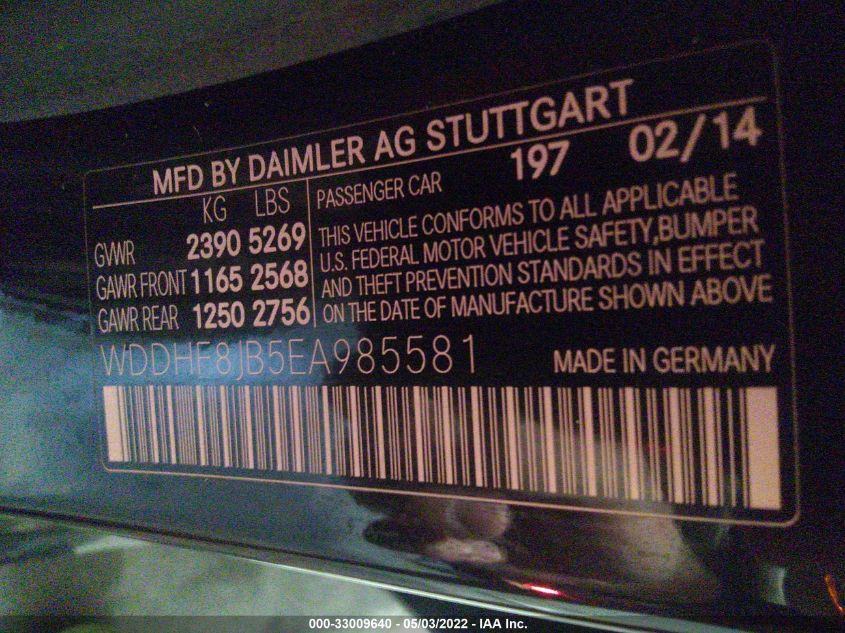 MFD BY DAIMLER AG STUTTGART
KG LBS
GVWR 2390 5269
GAWR FRONT 1165 2568
GAWR REAR 1250 2756
PASSENGER CAR 197 02/14
THIS VEHICLE CONFORMS TO ALL APPLICABLE
U.S. FEDERAL MOTOR VEHICLE SAFETY,BUMPER
AND THEFT PREVENTION STANDARDS IN EFFECT
ON THE DATE OF MANUFACTURE SHOWN ABOVE
WDDHF8JB5EA985581 MADE IN GERMANY
000-33009640 - 05/03/2022 - IAA Inc.